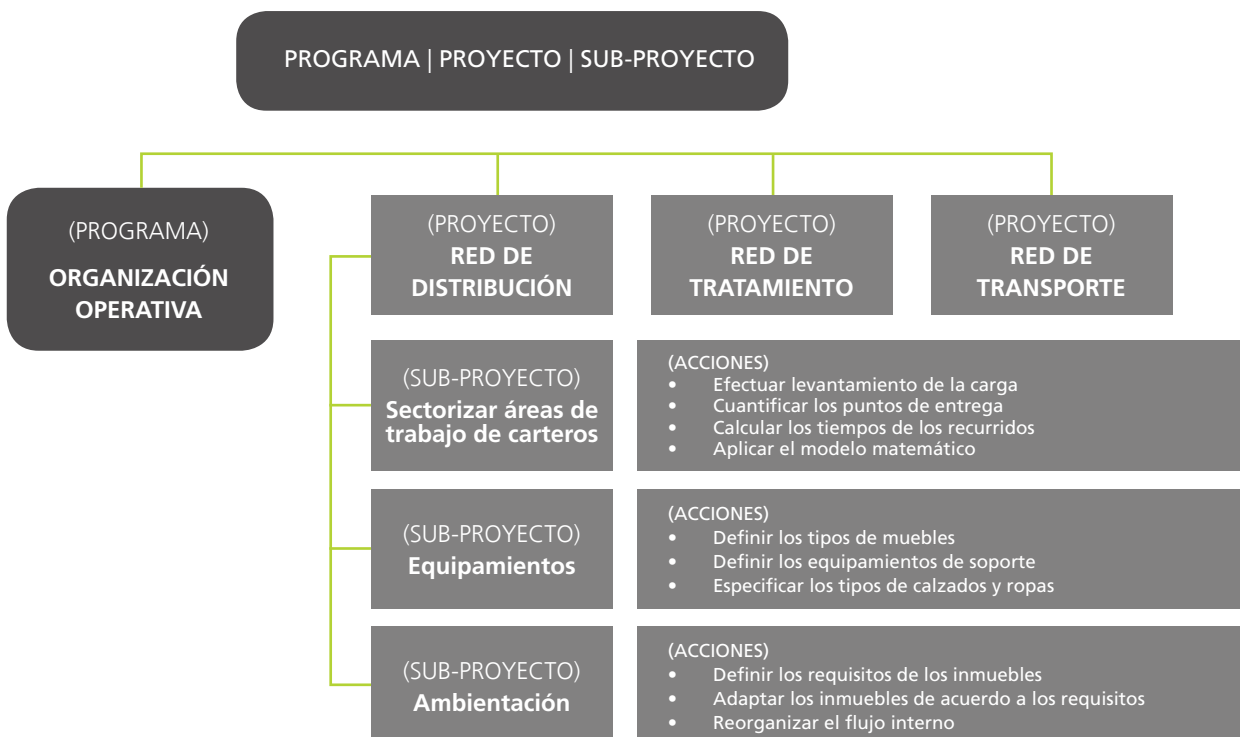 PROGRAMA | PROYECTO | SUB-PROYECTO
(PROGRAMA)
ORGANIZACIÓN
OPERATIVA
(PROYECTO)
RED DE
DISTRIBUCIÓN
(PROYECTO)
RED DE
TRATAMIENTO
(PROYECTO)
RED DE
TRANSPORTE
(SUB-PROYECTO)
Sectorizar áreas de
trabajo de carteros
(ACCIONES)
• Efectuar levantamiento de la carga
• Cuantificar los puntos de entrega
• Calcular los tiempos de los recurridos
• Aplicar el modelo matemático
(SUB-PROYECTO)
Equipamientos
(ACCIONES)
• Definir los tipos de muebles
• Definir los equipamientos de soporte
• Especificar los tipos de calzados y ropas
(SUB-PROYECTO)
Ambientación
(ACCIONES)
• Definir los requisitos de los inmuebles
• Adaptar los inmuebles de acuerdo a los requisitos
• Reorganizar el flujo interno